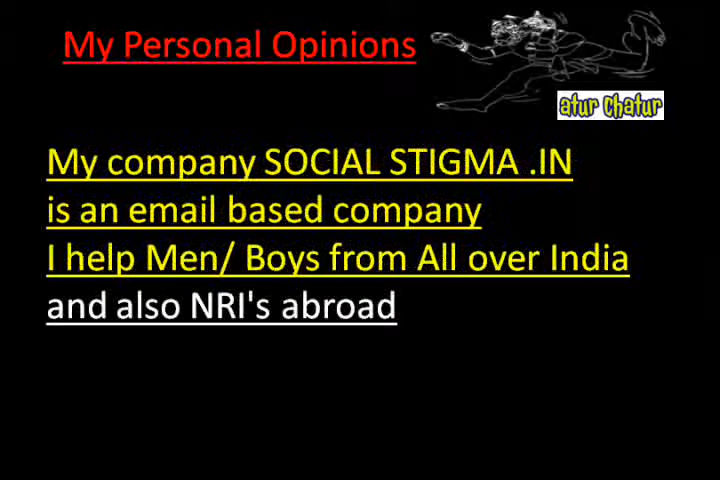 My Personal Opinions
atur chatur
My company SOCIAL STIGMA .IN
is an email based company
I help Men/ Boys from All over India
and also NRI's abroad